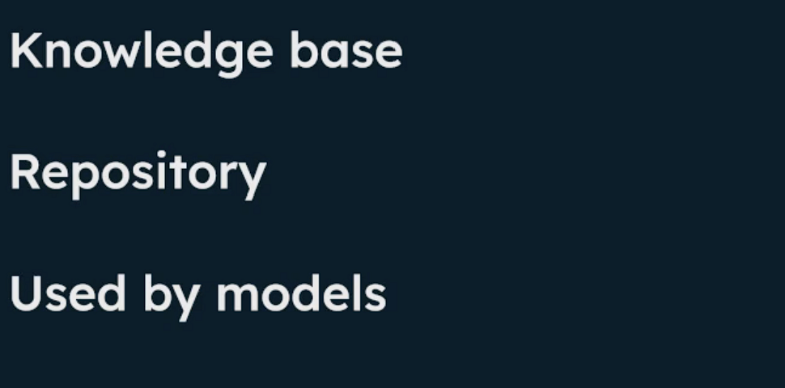 Knowledge base
Repository
Used by models